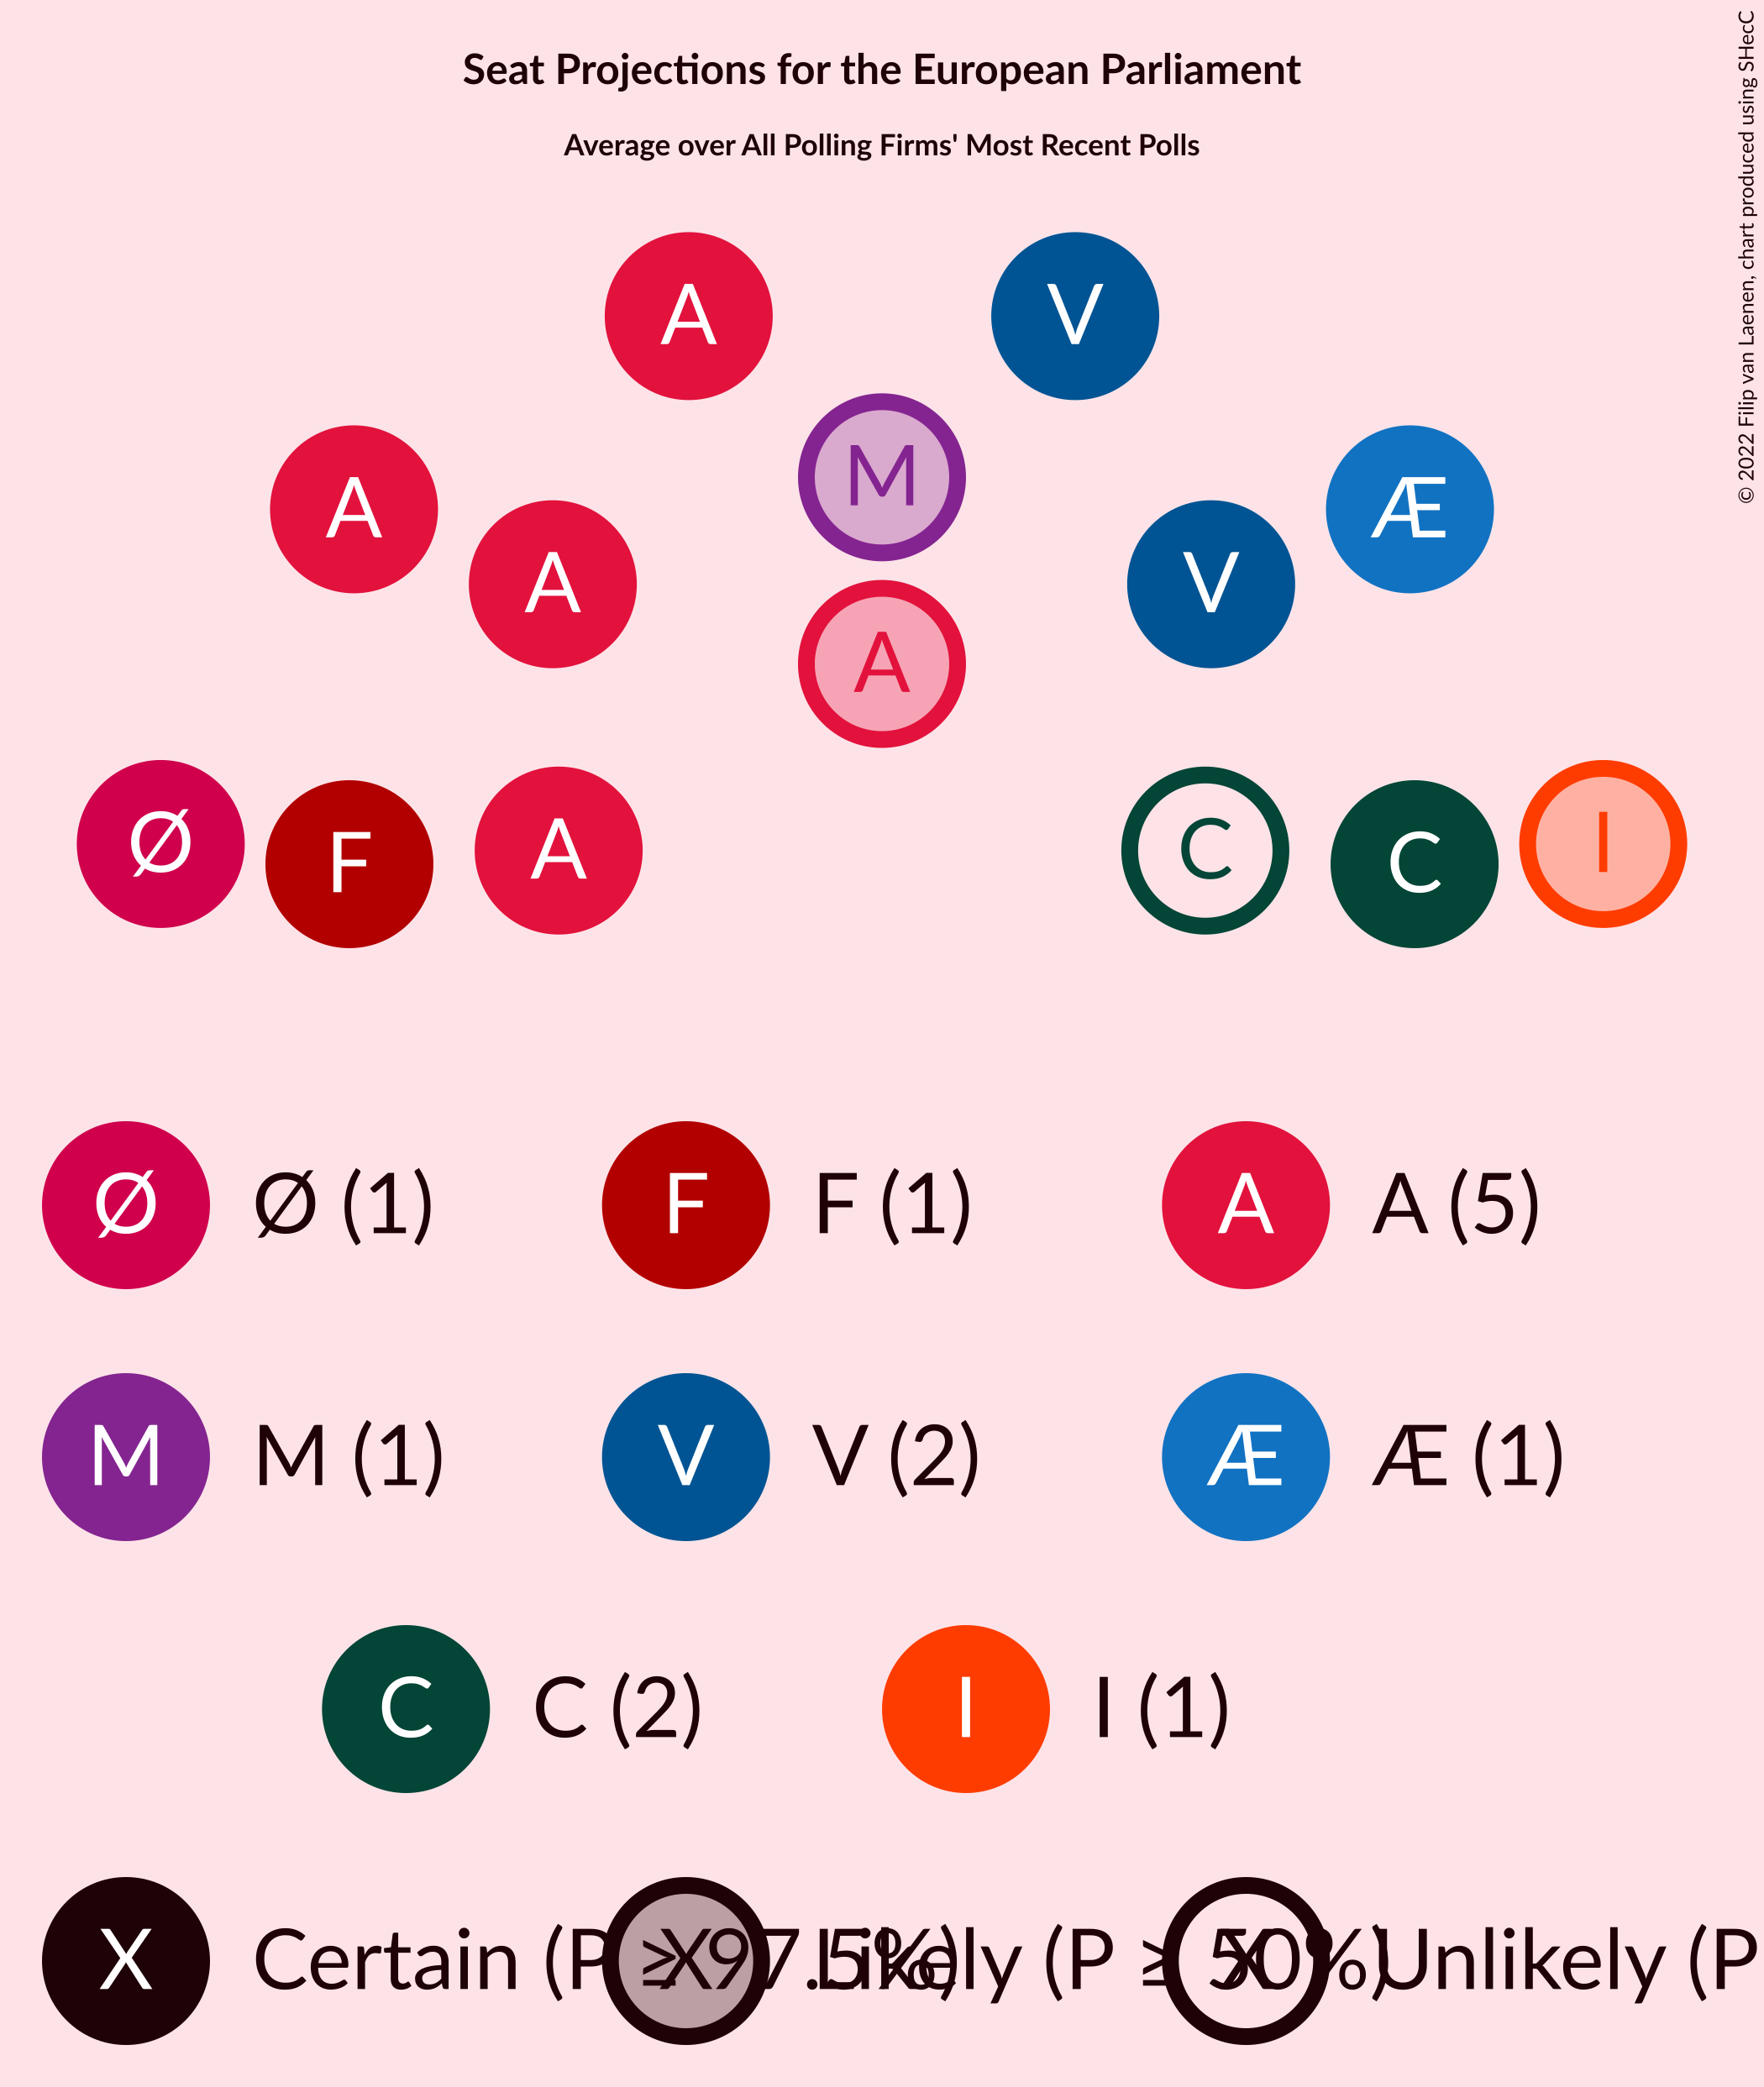 Seat Projections for the European Parliament
Average over All Polling Firms' Most Recent Polls
© 2022 Filip van Laenen, chart produced using SHecC
A V
M
A Æ
A V
A
Ø I
A C
F C
Ø Ø (1) F F (1) A A (5)
M M (1) V V (2) Æ Æ (1)
C C (2) I I (1)
X Certain (P ≥ 97.5%) X Likely (P ≥ 50%) X Unlikely (P